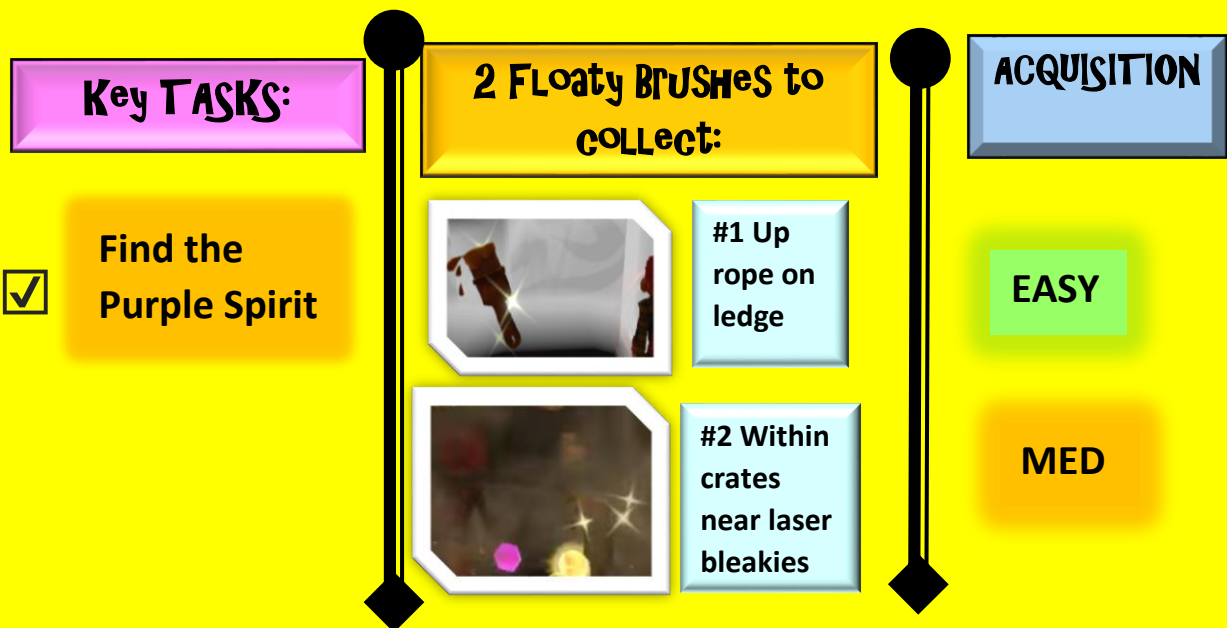 Key TASKS:
Find the
Purple Spirit
2 FLoaty BrUSHeS to
coLLect:
#1 Up
rope on
ledge
#2 Within
crates
near laser
bleakies
ACQUISITION
EASY
MED